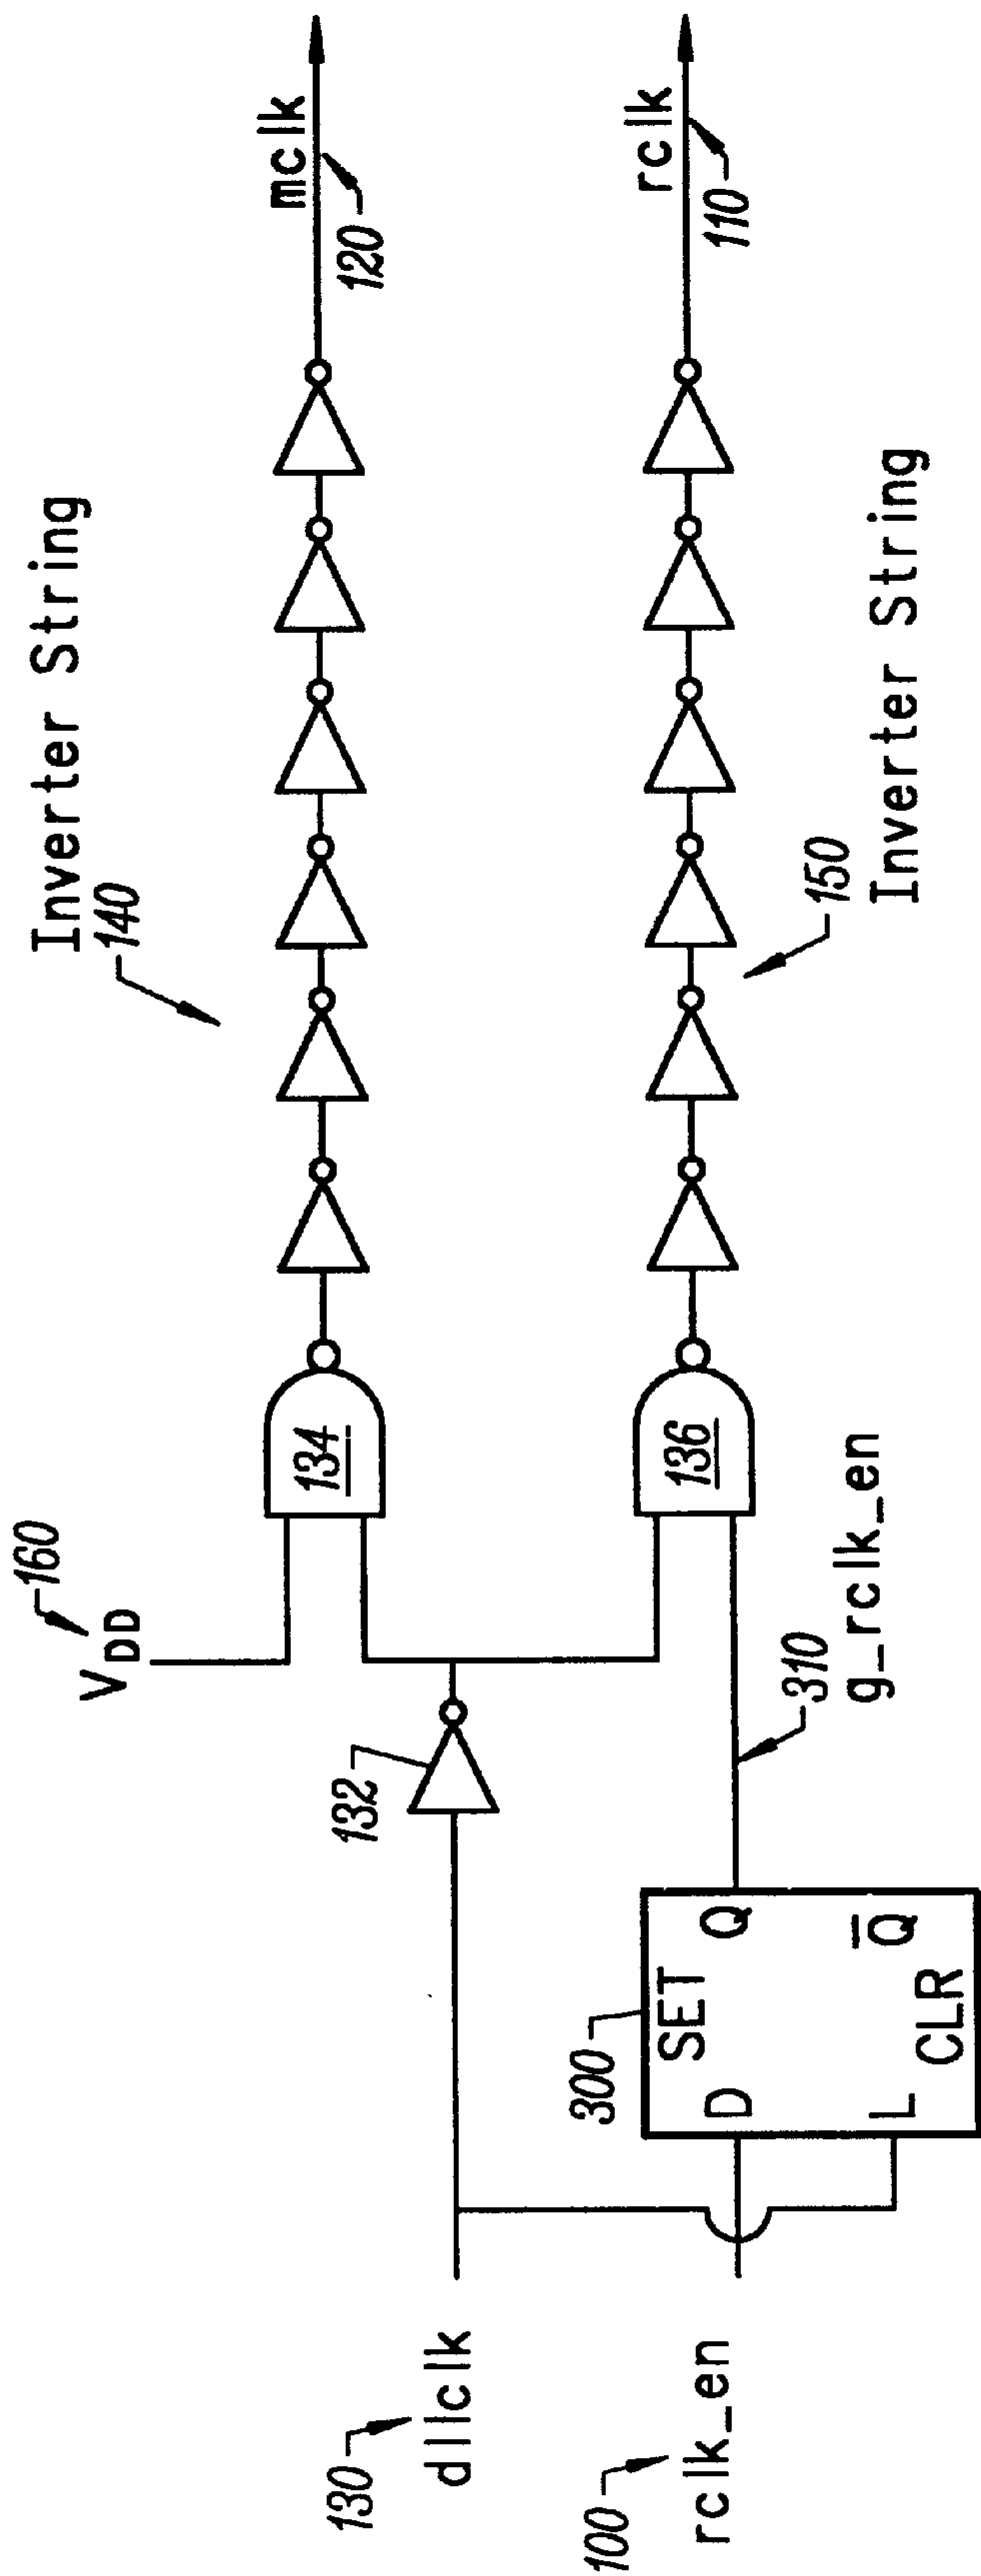 Inverter String
140
160
VDD
134
mclk
120
132
130
dllclk
136
rclk
110
150
Inverter String
300
SET
D
Q
L
Q̅
CLR
310
g_rclk_en
100
rclk_en